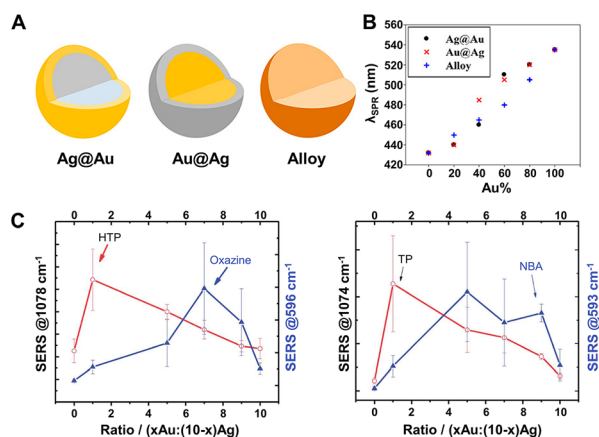 A
Ag@Au
Au@Ag
Alloy
B
560
540
520
500
480
460
440
420
λSPR
(nm)
Ag@Au
Au@Ag
Alloy
0 20 40 60 80 100
Au%
C
0 2 4 6 8 10
SERS @1078 cm⁻¹
HTP
Oxazine
SERS @596 cm⁻¹
0 2 4 6 8 10
Ratio / (xAu:(10-x)Ag)
0 2 4 6 8 10
SERS @1074 cm⁻¹
TP
NBA
SERS @593 cm⁻¹
0 2 4 6 8 10
Ratio / (xAu:(10-x)Ag)